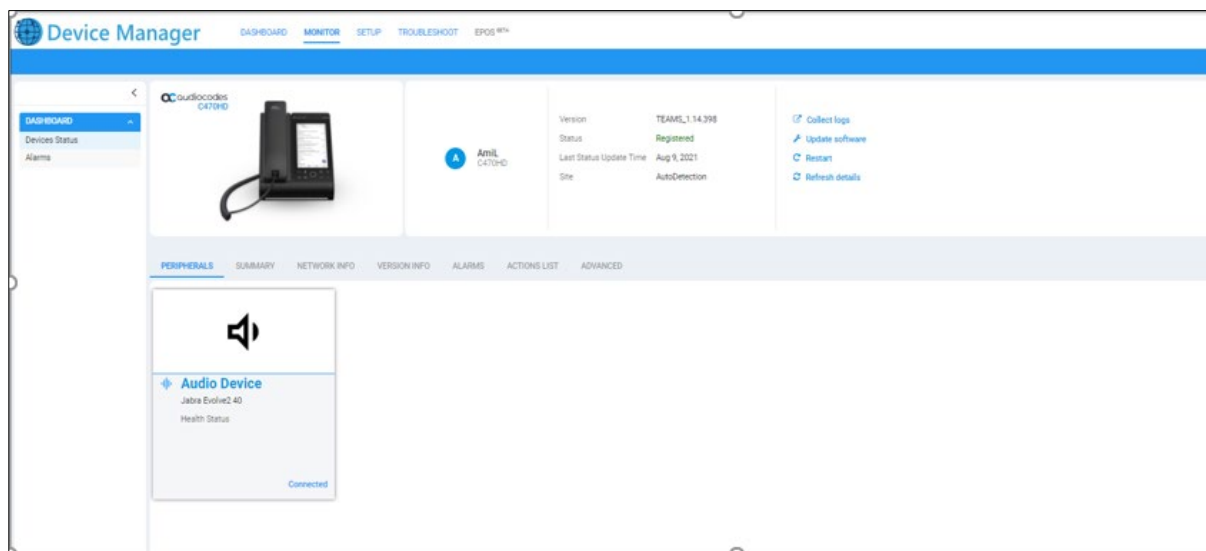 Device Manager
DASHBOARD MONITOR SETUP TROUBLESHOOT EPOS BETA
DASHBOARD
Devices Status
Alarms
audiocodes
C470HD
A
AmiL
C470HD
Version TEAMS_1.14.398
Status Registered
Last Status Update Time Aug 9, 2021
Site AutoDetection
Collect logs
Update software
Restart
Refresh details
PERIPHERALS SUMMARY NETWORK INFO VERSION INFO ALARMS ACTIONS LIST ADVANCED
Audio Device
Jabra Evolve2 40
Health Status
Connected